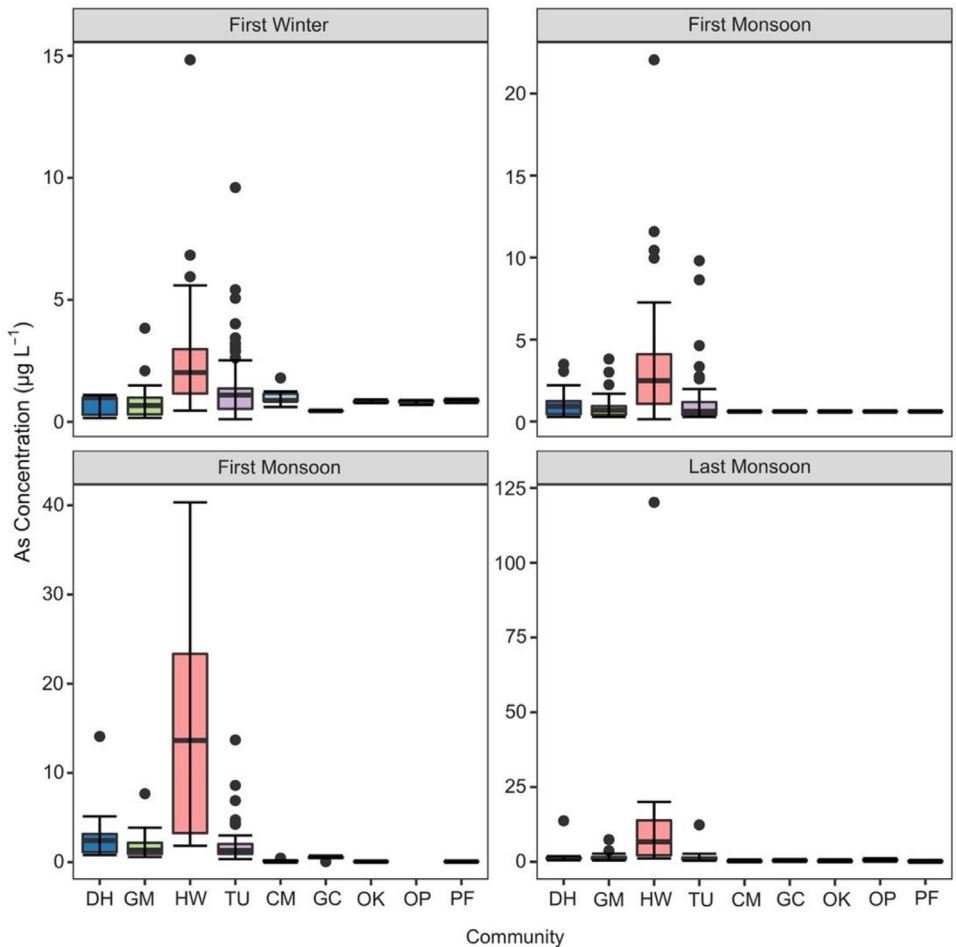 First Winter
First Monsoon
15
10
5
0
20
15
10
5
0
As Concentration (µg L⁻¹)
First Monsoon
Last Monsoon
40
30
20
10
0
125
100
75
50
25
0
DH GM HW TU CM GC OK OP PF
DH GM HW TU CM GC OK OP PF
Community